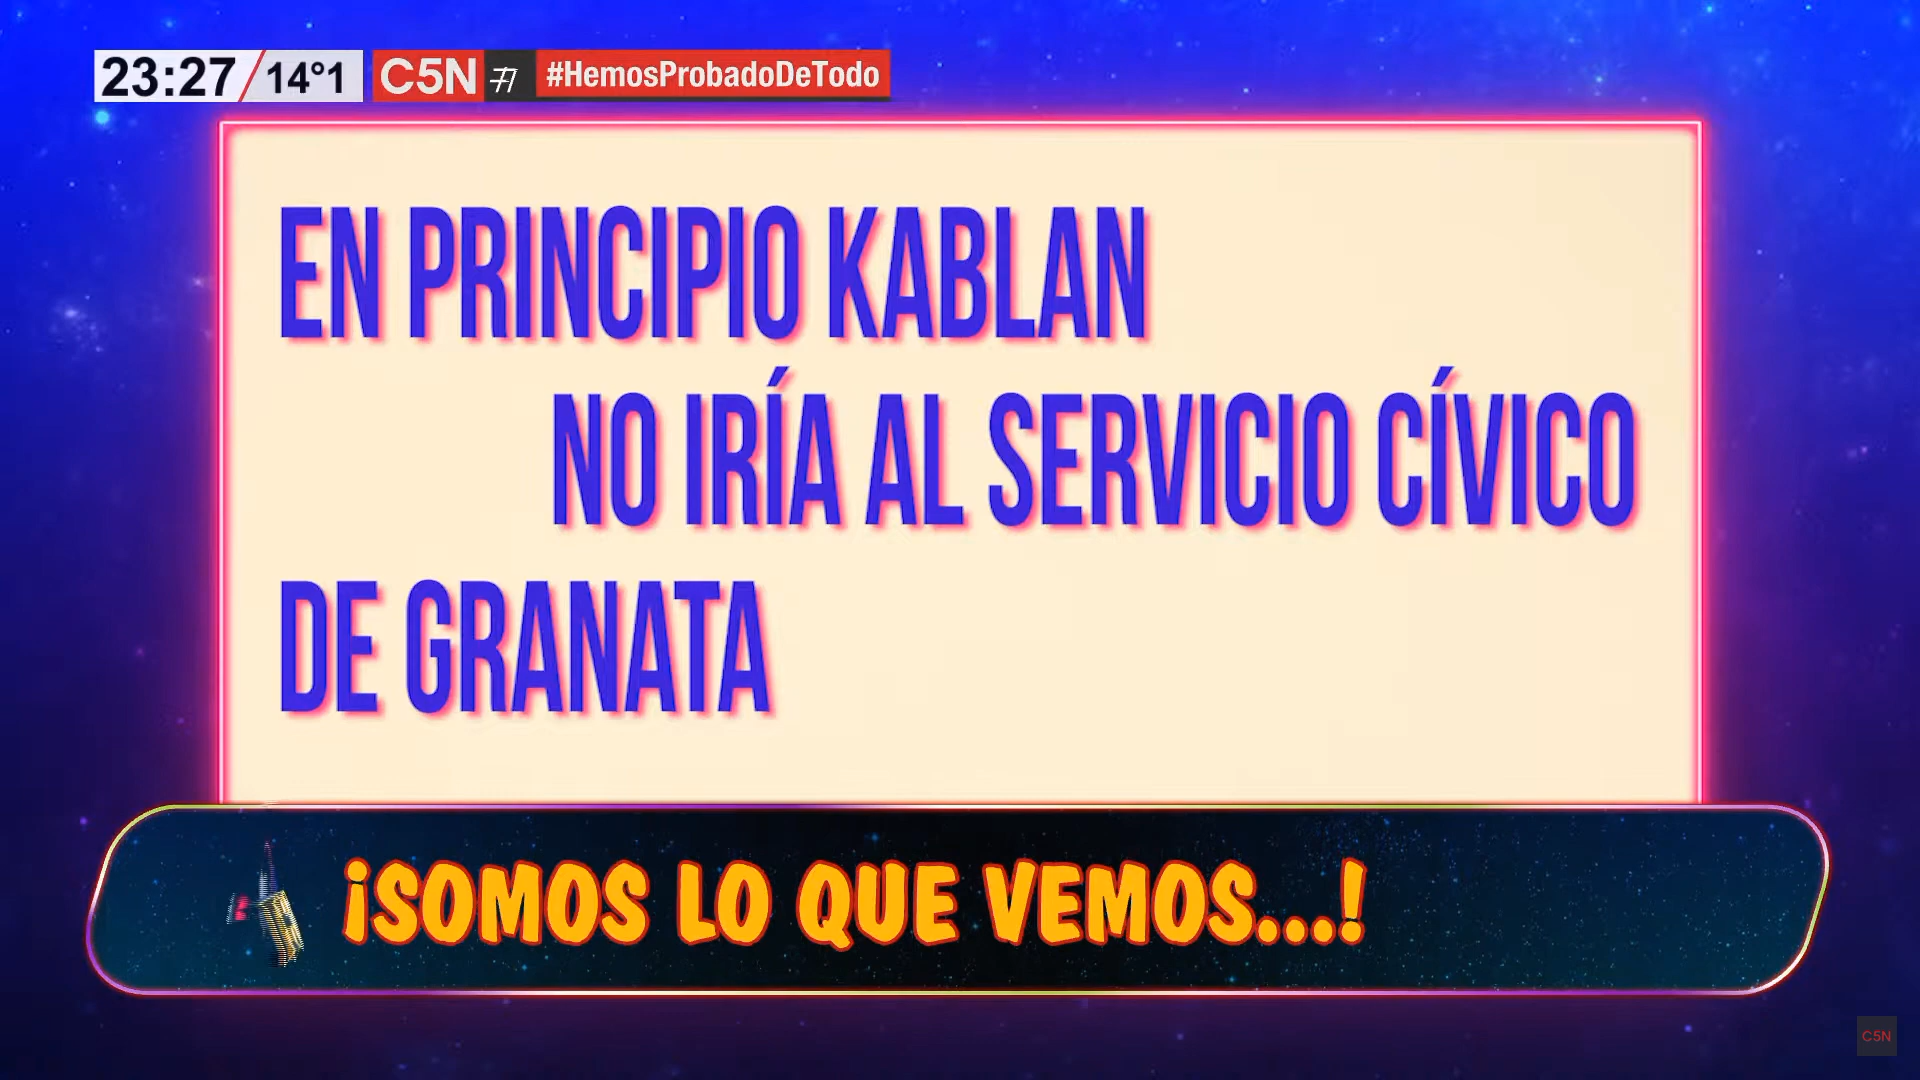 23:27 14°1 C5N #HemosProbadoDeTodo
EN PRINCIPIO KABLAN
NO IRÍA AL SERVICIO CÍVICO
DE GRANATA
¡SOMOS LO QUE VEMOS...!
C5N